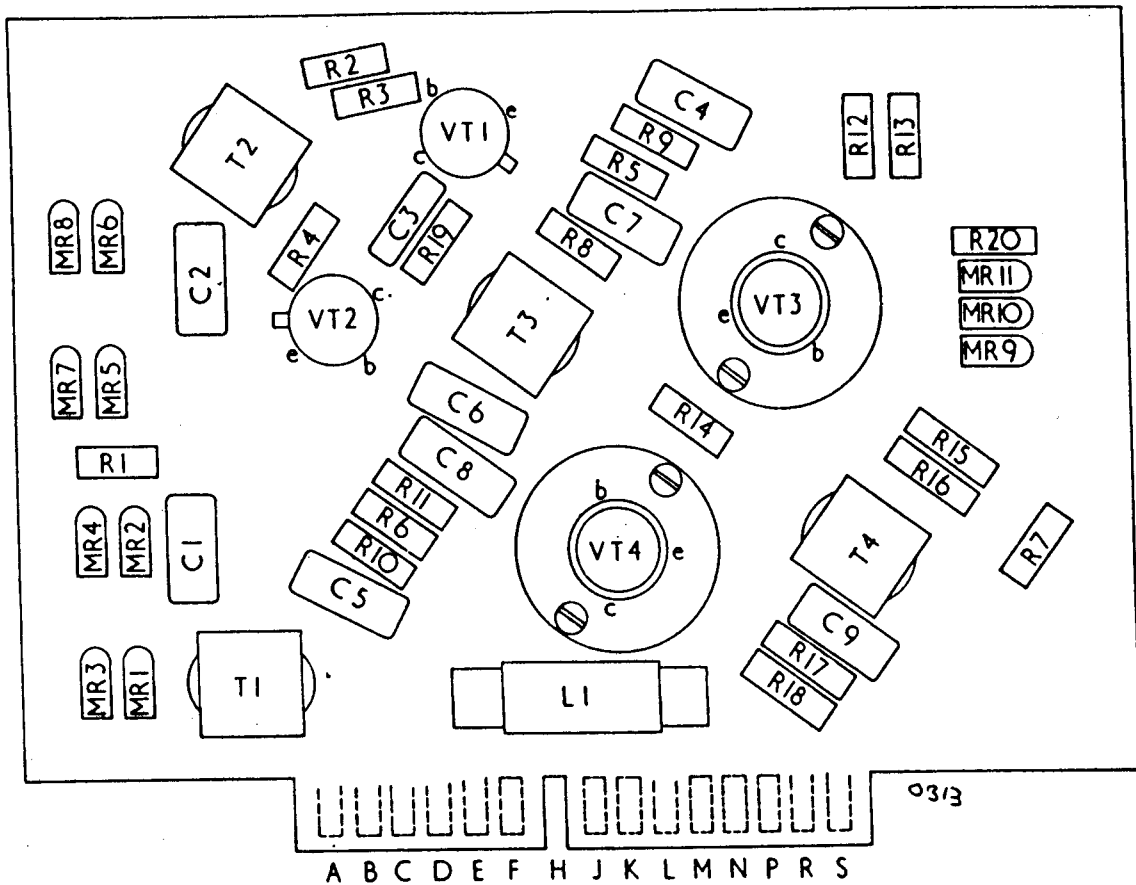 R2
R3
b
e
VT1
c
C4
R9
R5
C7
R8
R12
R13
T2
MR8
MR6
C2
R4
C3
R19
c
VT2
e
b
T3
c
VT3
e
b
R20
MR11
MR10
MR9
MR7
MR5
R1
C6
C8
R11
R6
R10
C5
R14
R15
R16
R7
MR4
MR2
C1
b
VT4
e
c
T4
C9
R17
R18
MR3
MR1
T1
L1
0313
A B C D E F H J K L M N P R S